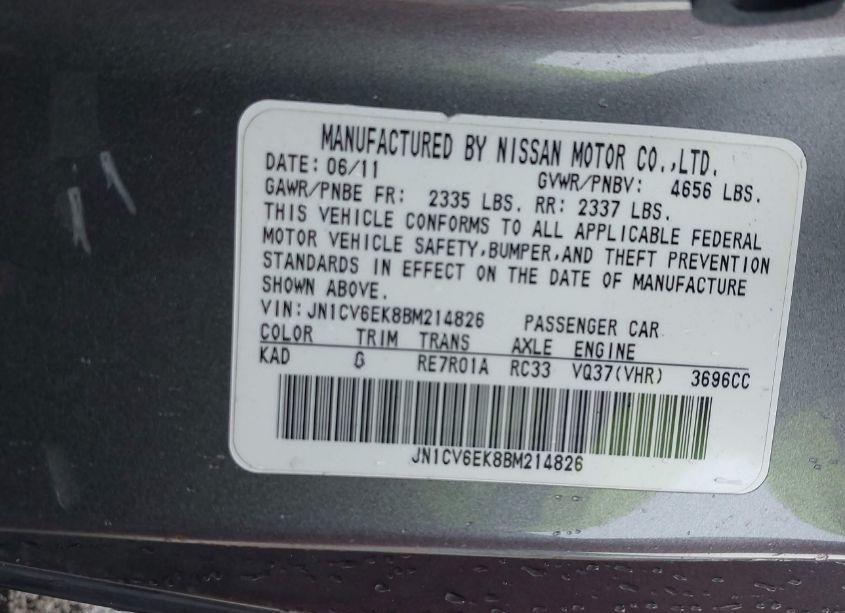 MANUFACTURED BY NISSAN MOTOR CO.,LTD.
DATE: 06/11 GVWR/PNBV: 4656 LBS.
GAWR/PNBE FR: 2335 LBS. RR: 2337 LBS.
THIS VEHICLE CONFORMS TO ALL APPLICABLE FEDERAL
MOTOR VEHICLE SAFETY,BUMPER,AND THEFT PREVENTION
STANDARDS IN EFFECT ON THE DATE OF MANUFACTURE
SHOWN ABOVE.
VIN: JN1CV6EK8BM214826 PASSENGER CAR
COLOR TRIM TRANS AXLE ENGINE
KAD G RE7R01A RC33 VQ37(VHR) 3696CC
JN1CV6EK8BM214826